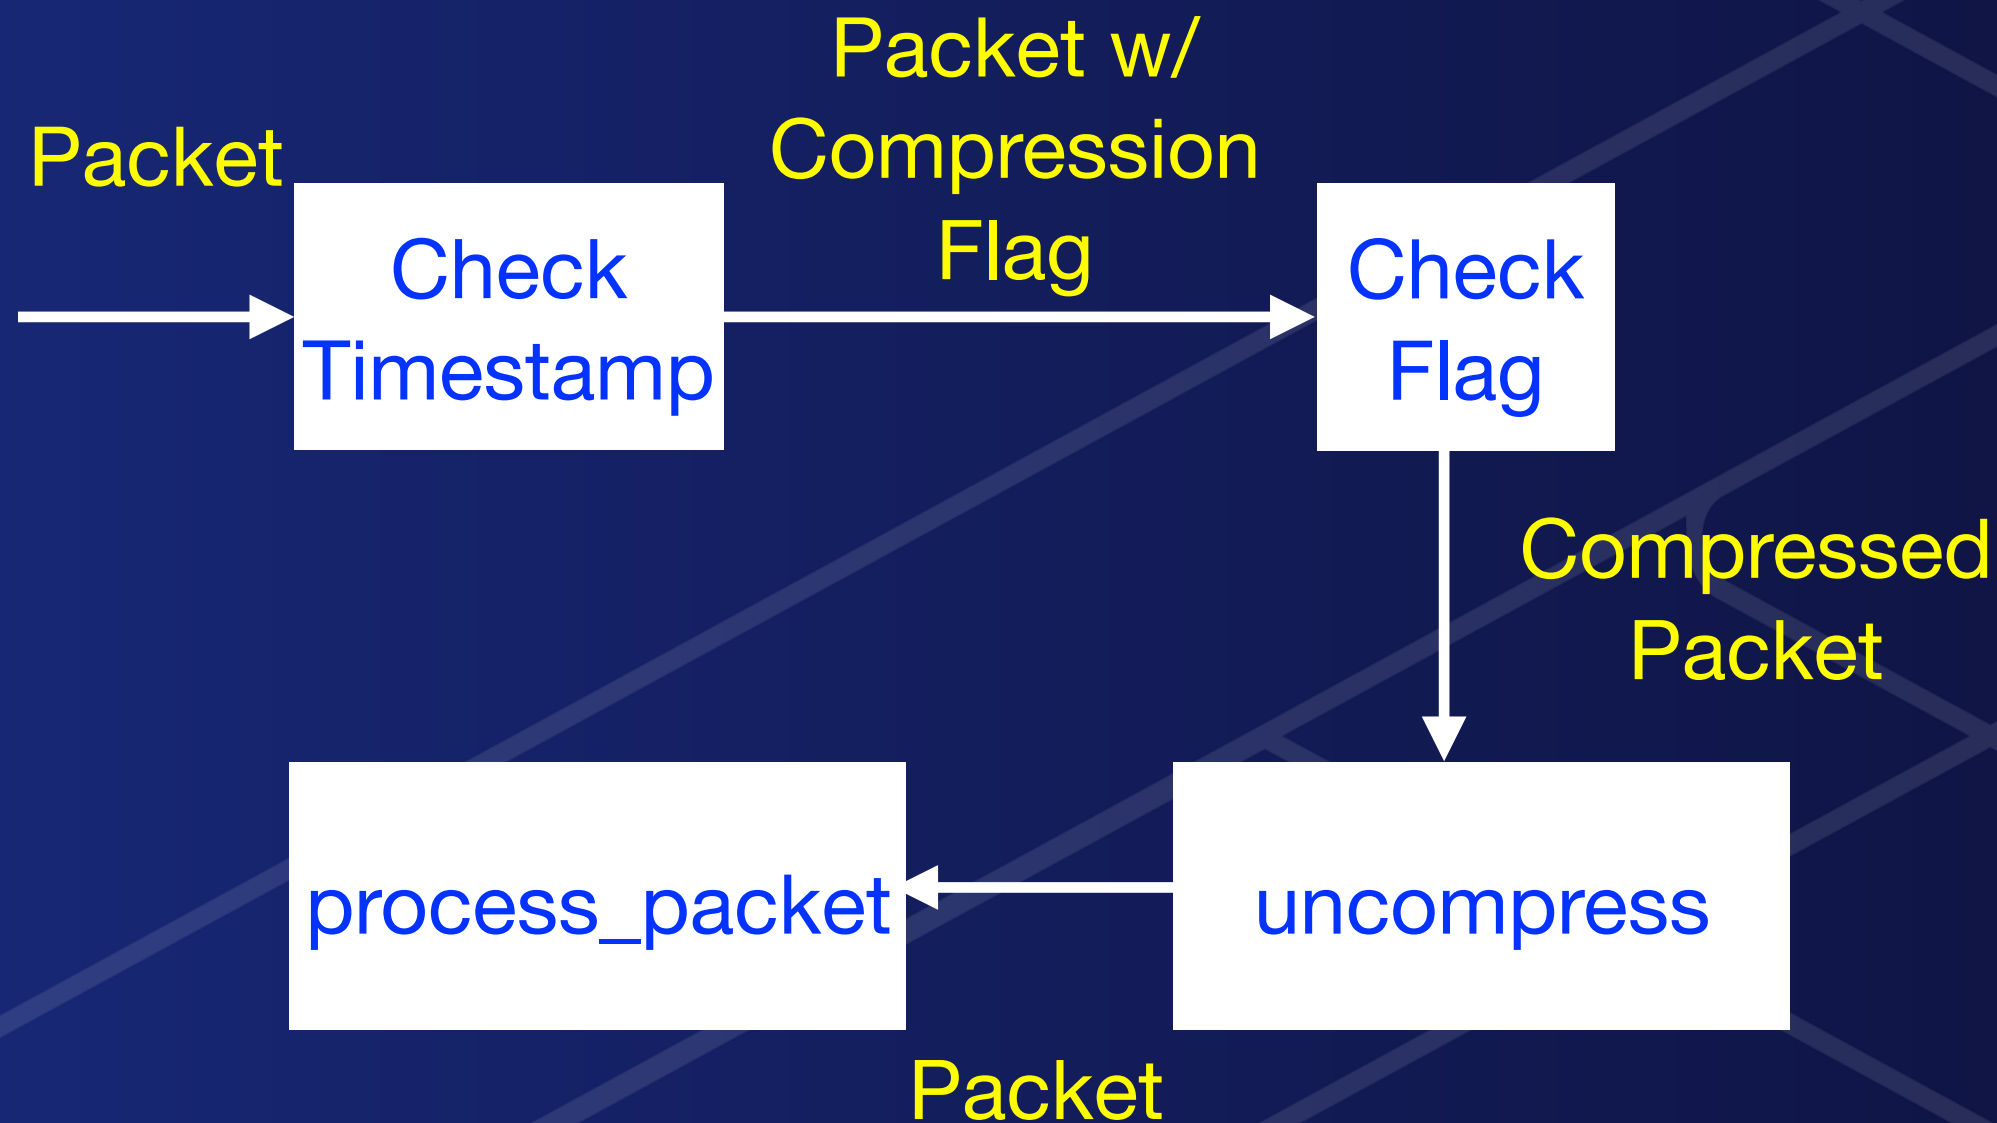 Packet
Packet w/
Compression
Flag
Check
Timestamp
Check
Flag
Compressed
Packet
process_packet
uncompress
Packet